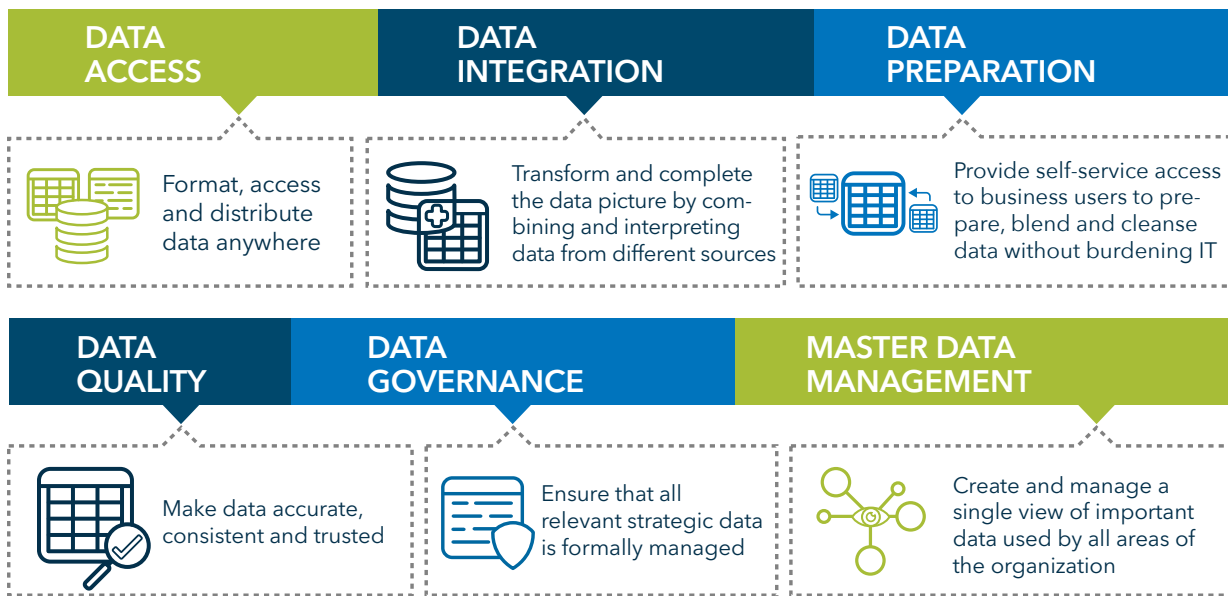 DATA
ACCESS
DATA
INTEGRATION
DATA
PREPARATION
Format, access
and distribute
data anywhere
Transform and complete
the data picture by com-
bining and interpreting
data from different sources
Provide self-service access
to business users to pre-
pare, blend and cleanse
data without burdening IT
DATA
QUALITY
DATA
GOVERNANCE
MASTER DATA
MANAGEMENT
Make data accurate,
consistent and trusted
Ensure that all
relevant strategic data
is formally managed
Create and manage a
single view of important
data used by all areas of
the organization